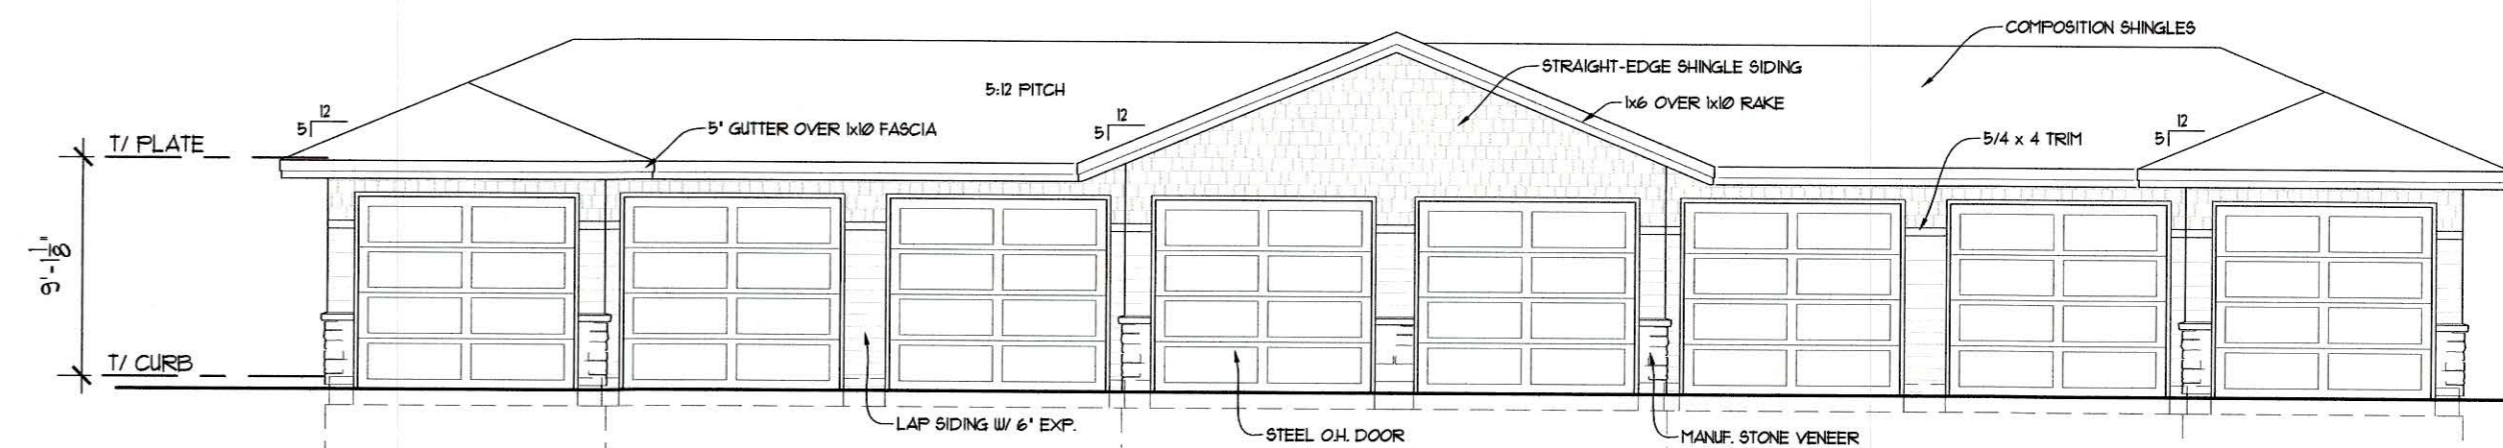 COMPOSITION SHINGLES
STRAIGHT-EDGE SHINGLE SIDING
5:12 PITCH
1x6 OVER 1x10 RAKE
12
5
12
5
12
5
5" GUTTER OVER 1x10 FASCIA
T/ PLATE
5/4 x 4 TRIM
9'-1 1/8"
T/ CURB
LAP SIDING W/ 6" EXP.
STEEL O.H. DOOR
MANUF. STONE VENEER